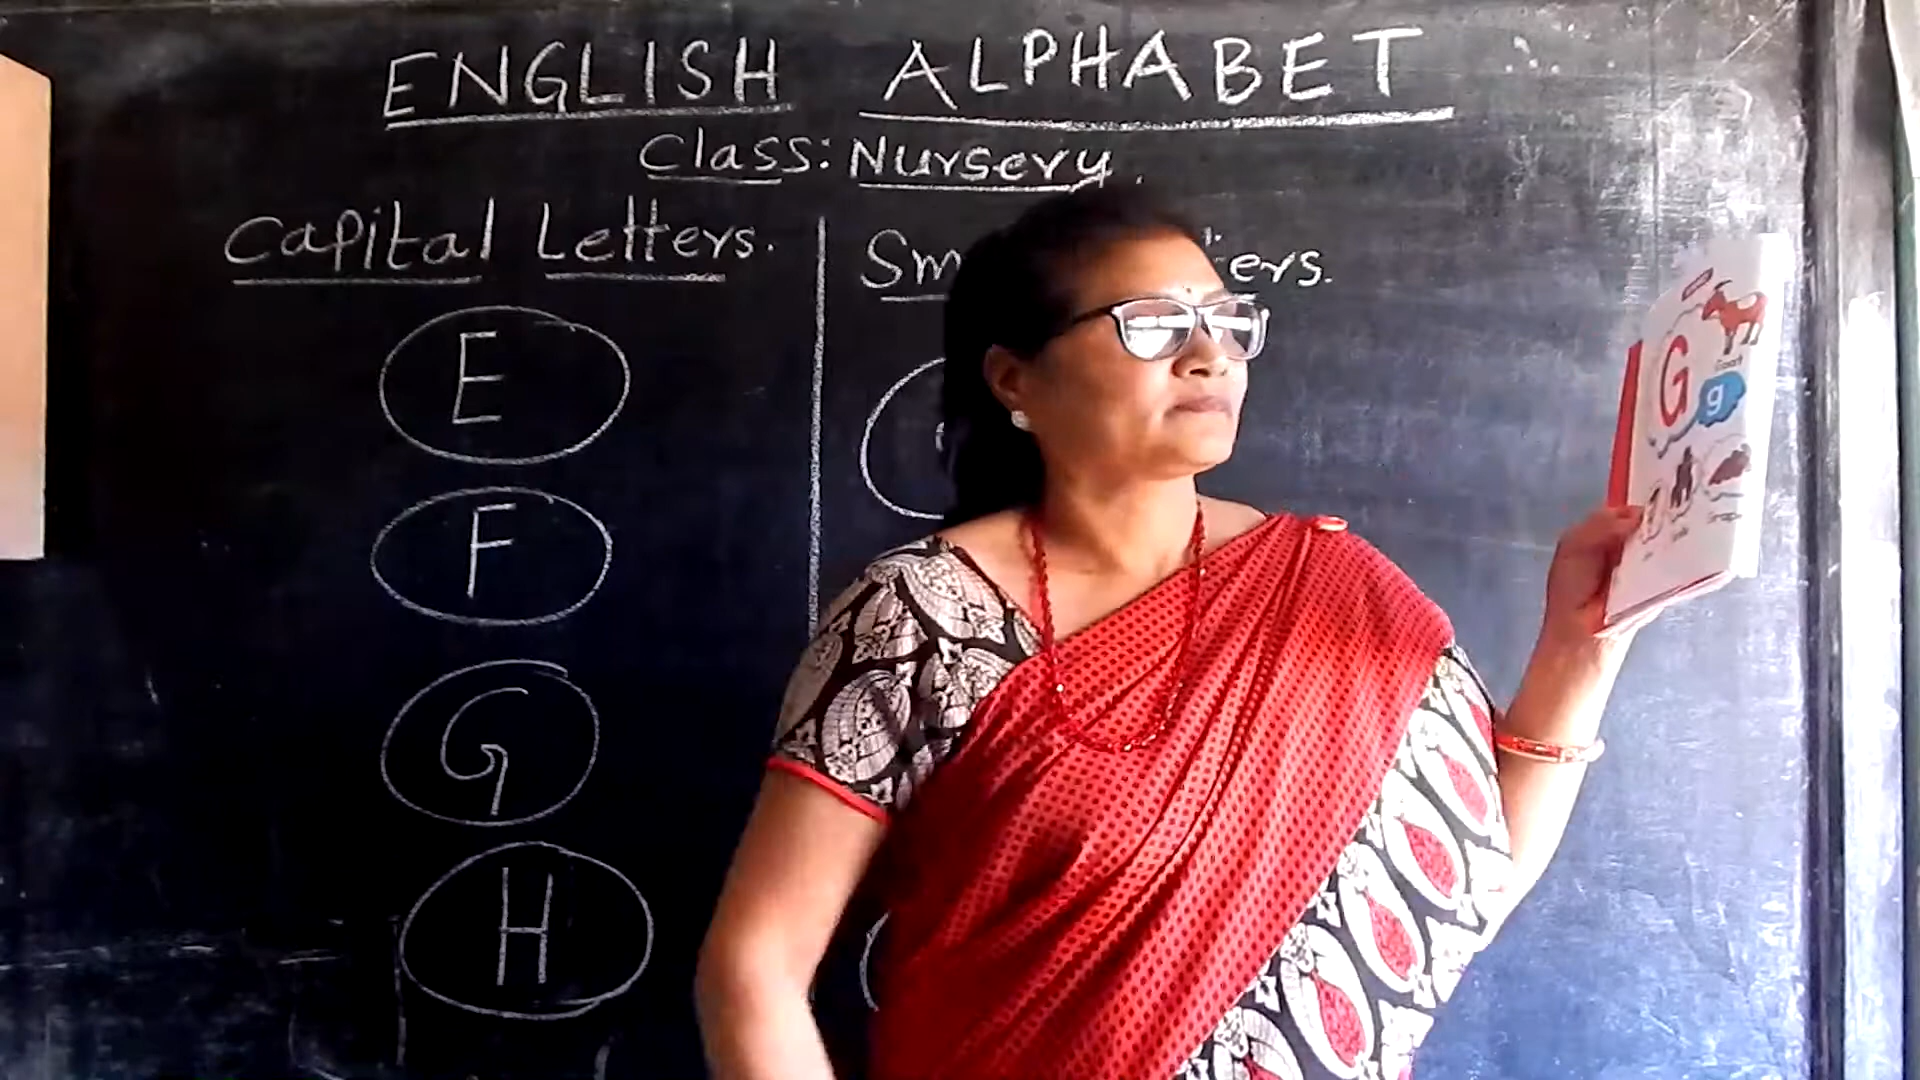 ENGLISH ALPHABET
Class: Nursery.
Capital Letters.
E
F
G
H
G
g